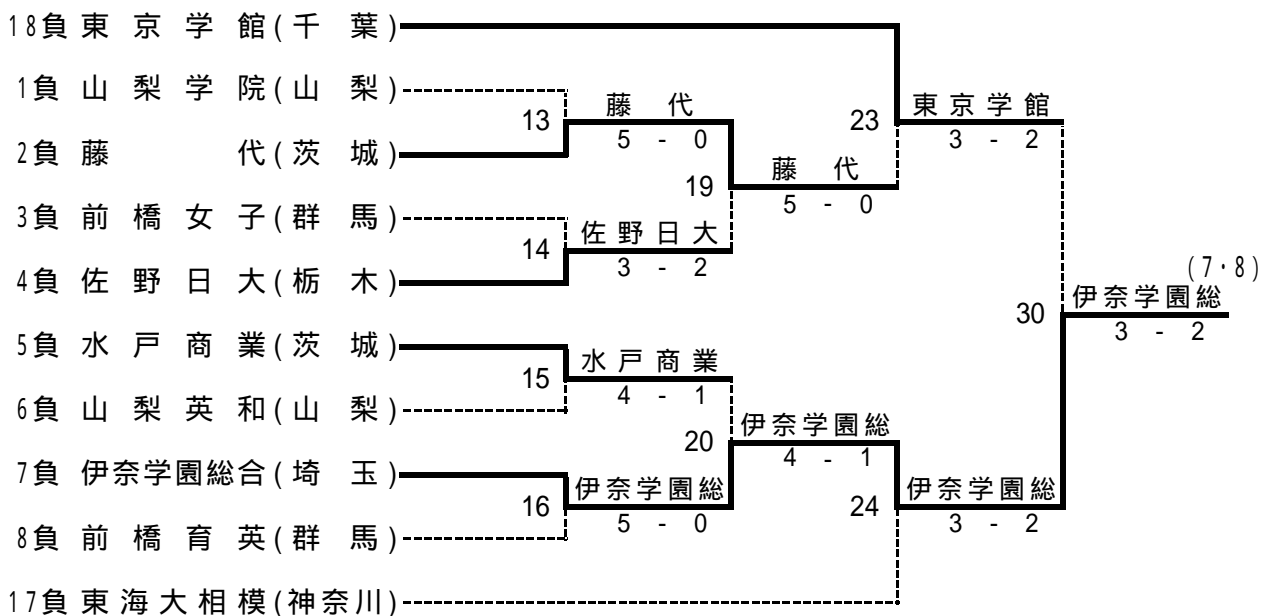 18負 東京学館(千葉)
1負 山梨学院(山梨)
13 藤代 23 東京学館
5 - 0 3 - 2
2負 藤代(茨城)
藤代
19
5 - 0
3負 前橋女子(群馬)
14 佐野日大
3 - 2
4負 佐野日大(栃木)
(7・8)
伊奈学園総
30
3 - 2
5負 水戸商業(茨城)
15 水戸商業
4 - 1
6負 山梨英和(山梨)
伊奈学園総
20
4 - 1
7負 伊奈学園総合(埼玉)
16 伊奈学園総 24 伊奈学園総
5 - 0 3 - 2
8負 前橋育英(群馬)
17負 東海大相模(神奈川)